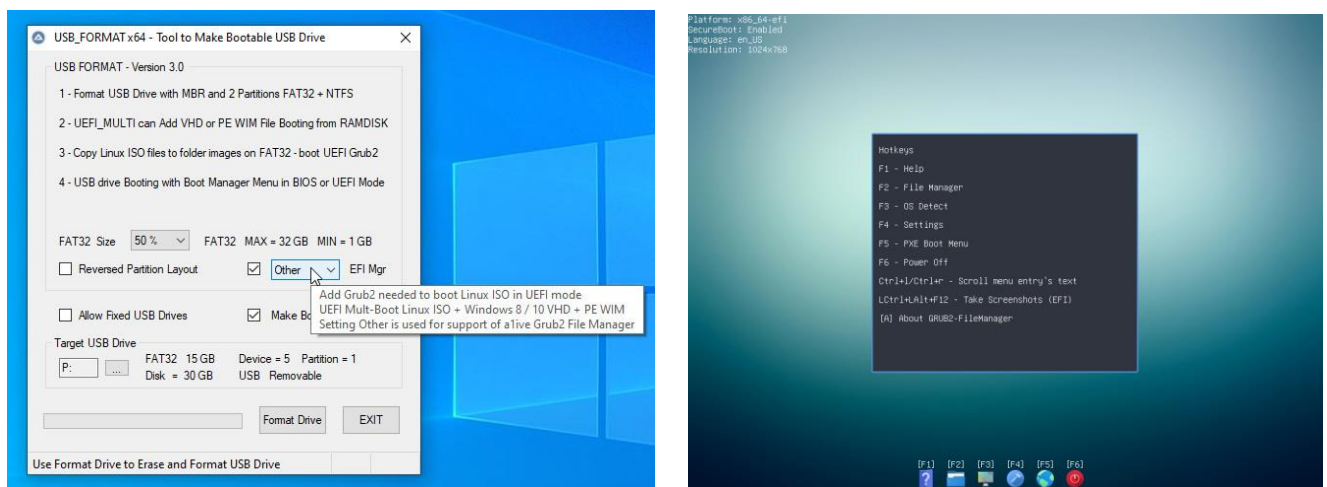 USB_FORMAT x64 - Tool to Make Bootable USB Drive
USB FORMAT - Version 3.0
1 - Format USB Drive with MBR and 2 Partitions FAT32 + NTFS
2 - UEFI_MULTI can Add VHD or PE WIM File Booting from RAMDISK
3 - Copy Linux ISO files to folder images on FAT32 - boot UEFI Grub2
4 - USB drive Booting with Boot Manager Menu in BIOS or UEFI Mode
FAT32 Size 50 % FAT32 MAX = 32 GB MIN = 1 GB
Reversed Partition Layout Other EFI Mgr
Add Grub2 needed to boot Linux ISO in UEFI mode
UEFI Mult-Boot Linux ISO + Windows 8 / 10 VHD + PE WIM
Setting Other is used for support of a1ive Grub2 File Manager
Allow Fixed USB Drives Make Bo
Target USB Drive
P: ... FAT32 15 GB Device = 5 Partition = 1
Disk = 30 GB USB Removable
Format Drive EXIT
Use Format Drive to Erase and Format USB Drive
Platform: x86_64-efi
SecureBoot: Enabled
Language: en_US
Resolution: 1024x768
Hotkeys
F1 - Help
F2 - File Manager
F3 - OS Detect
F4 - Settings
F5 - PXE Boot Menu
F6 - Power Off
Ctrl+l/Ctrl+r - Scroll menu entry's text
LCtrl+LAlt+F12 - Take Screenshots (EFI)
[A] About GRUB2-FileManager
[F1] [F2] [F3] [F4] [F5] [F6]